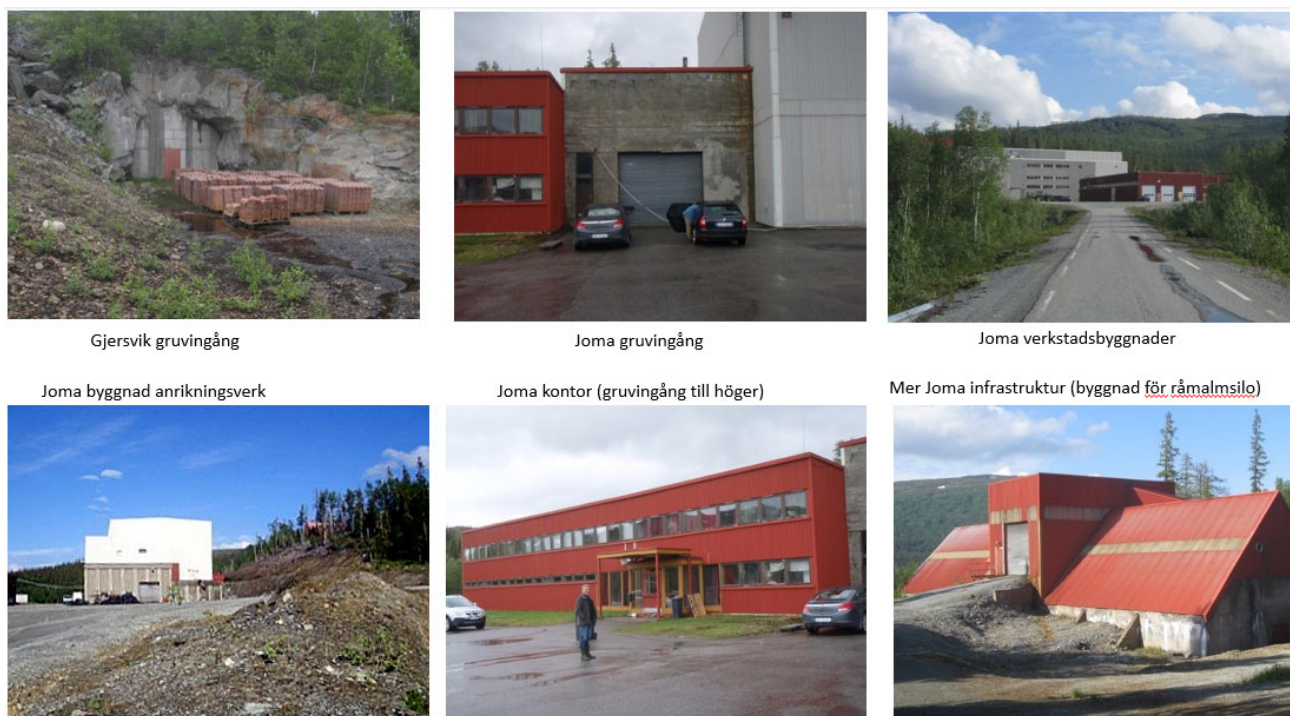 Gjersvik gruvingång
Joma gruvingång
Joma verkstadsbyggnader
Joma byggnad anrikningsverk
Joma kontor (gruvingång till höger)
Mer Joma infrastruktur (byggnad för råmalmsilo)